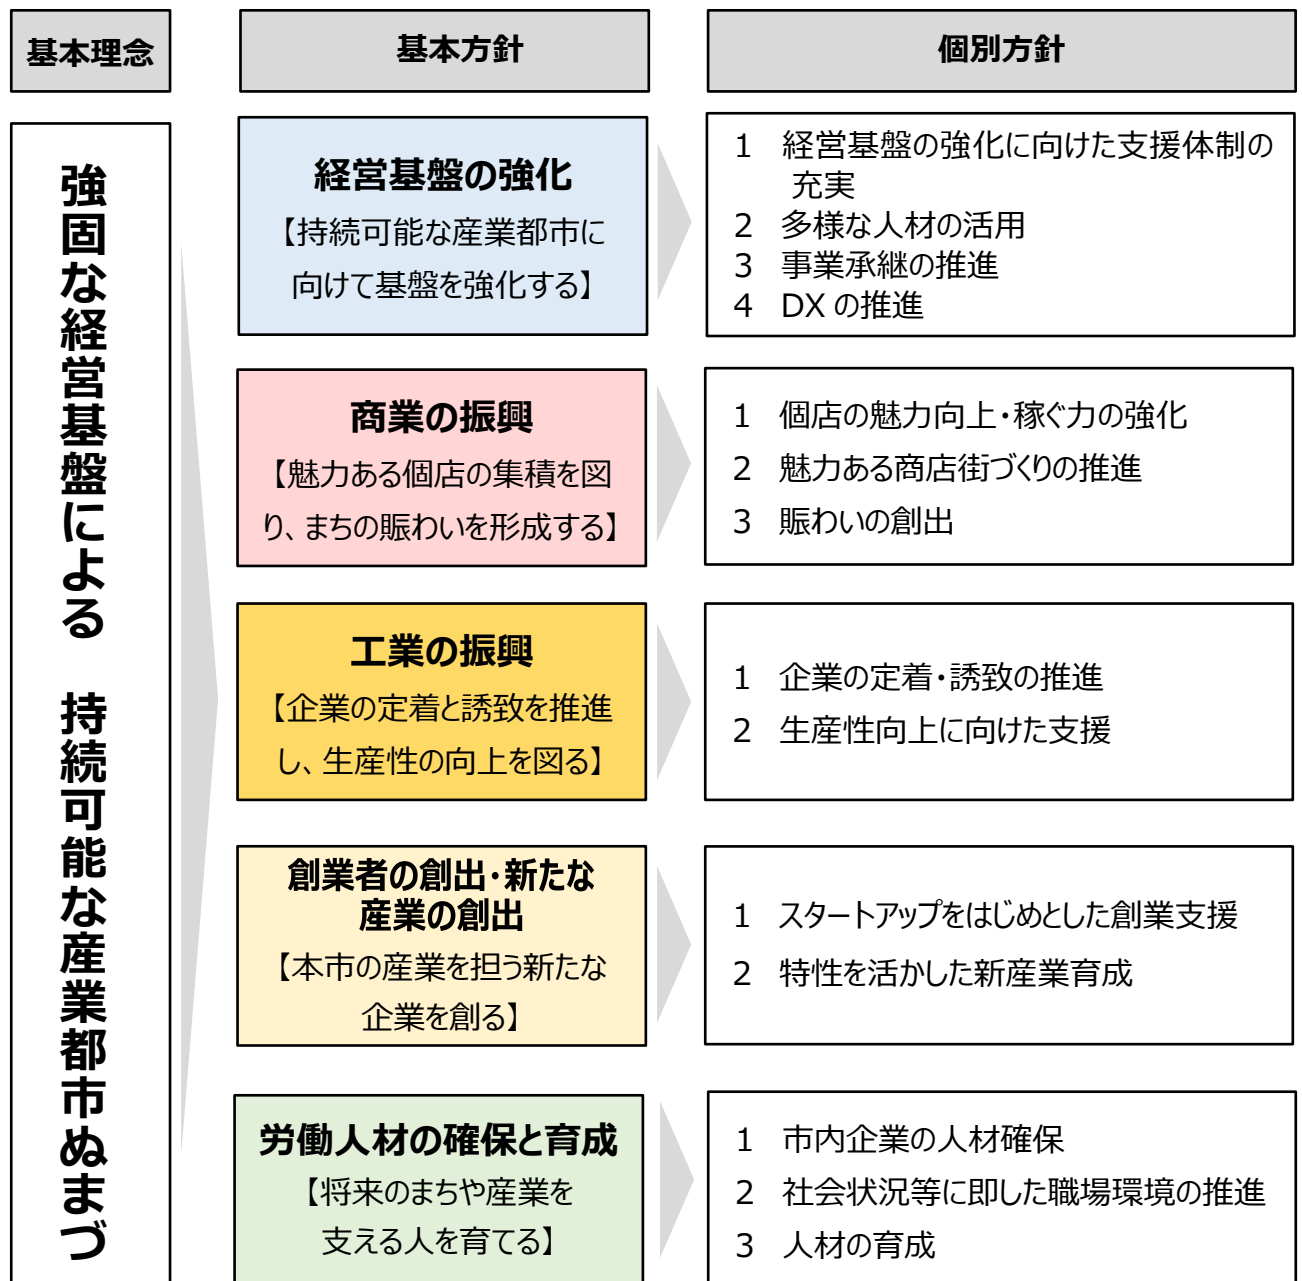 基本理念
基本方針
個別方針
強固な経営基盤による　持続可能な産業都市ぬまづ
経営基盤の強化
【持続可能な産業都市に
向けて基盤を強化する】
1　経営基盤の強化に向けた支援体制の
充実
2　多様な人材の活用
3　事業承継の推進
4　DX の推進
商業の振興
【魅力ある個店の集積を図
り、まちの賑わいを形成する】
1　個店の魅力向上・稼ぐ力の強化
2　魅力ある商店街づくりの推進
3　賑わいの創出
工業の振興
【企業の定着と誘致を推進
し、生産性の向上を図る】
1　企業の定着・誘致の推進
2　生産性向上に向けた支援
創業者の創出・新たな
産業の創出
【本市の産業を担う新たな
企業を創る】
1　スタートアップをはじめとした創業支援
2　特性を活かした新産業育成
労働人材の確保と育成
【将来のまちや産業を
支える人を育てる】
1　市内企業の人材確保
2　社会状況等に即した職場環境の推進
3　人材の育成